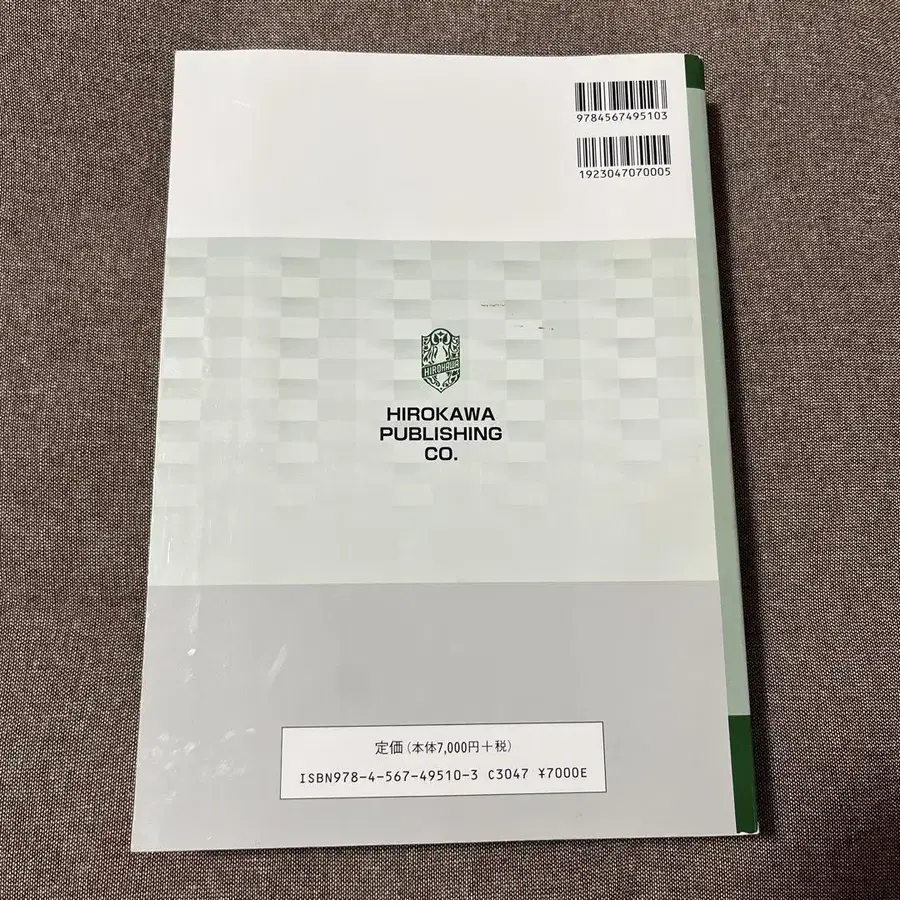 9784567495103
1923047070005
HIROKAWA
HIROKAWA
PUBLISHING
CO.
定価(本体7,000円+税)
ISBN978-4-567-49510-3 C3047 ¥7000E